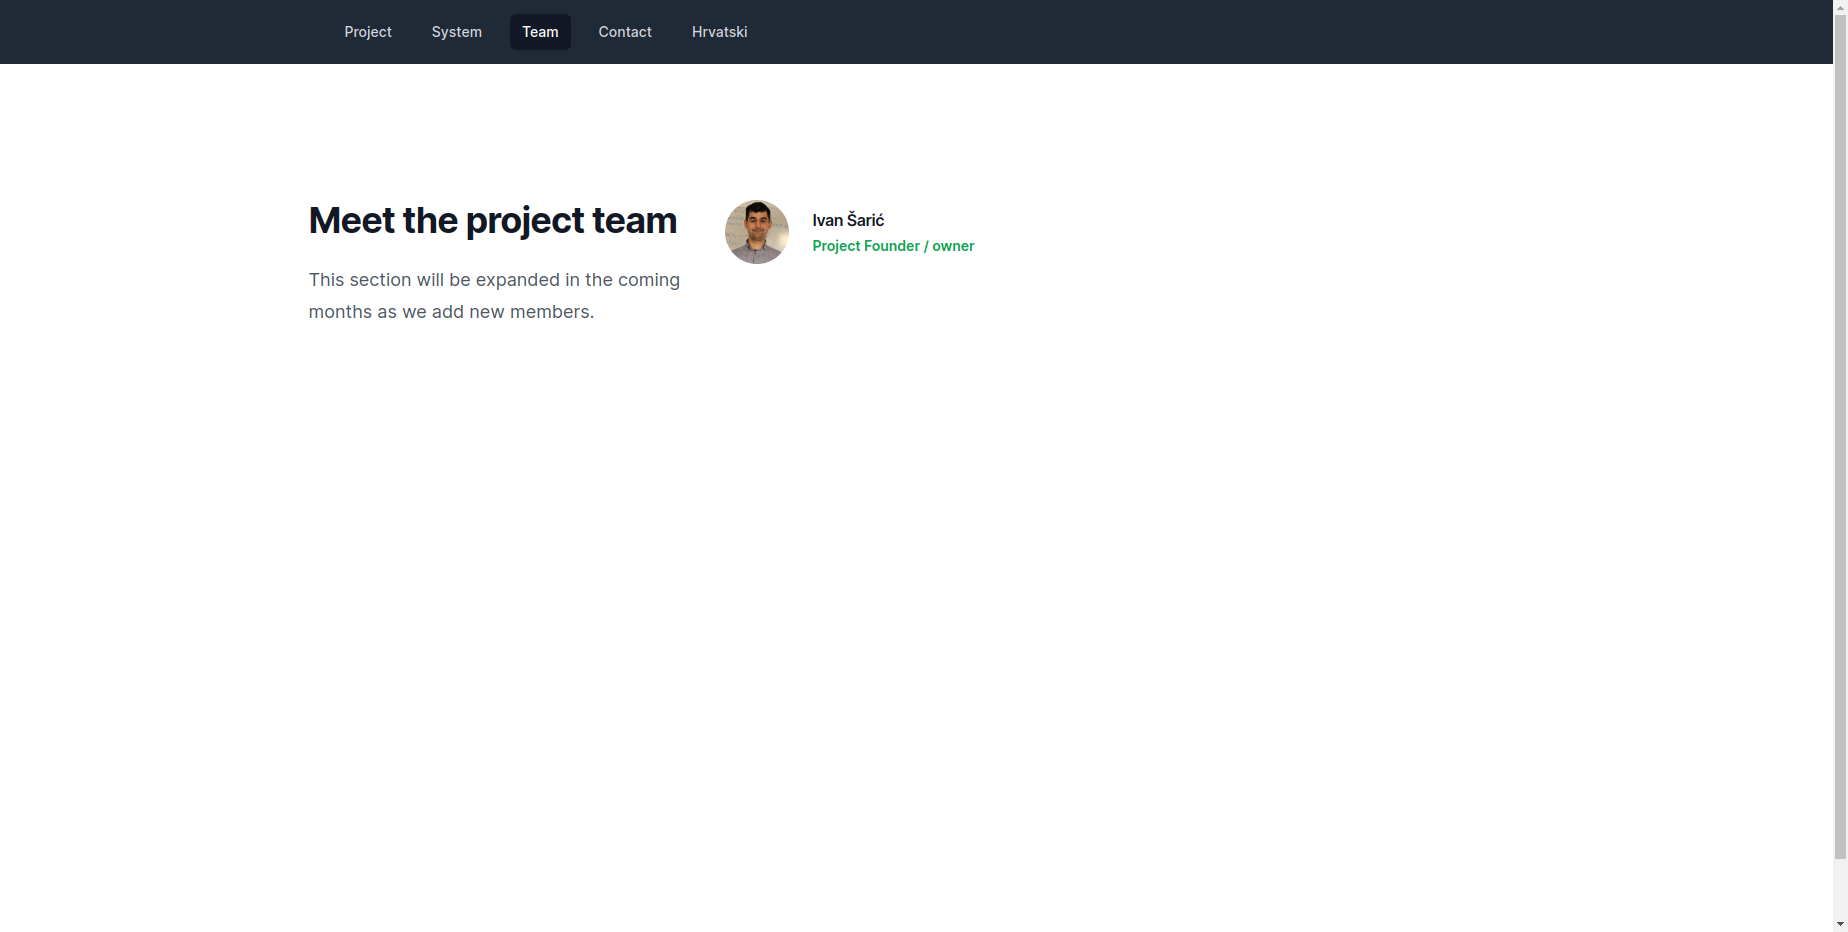 Project
System
Team
Contact
Hrvatski
Meet the project team
This section will be expanded in the coming
months as we add new members.
Ivan Šarić
Project Founder / owner